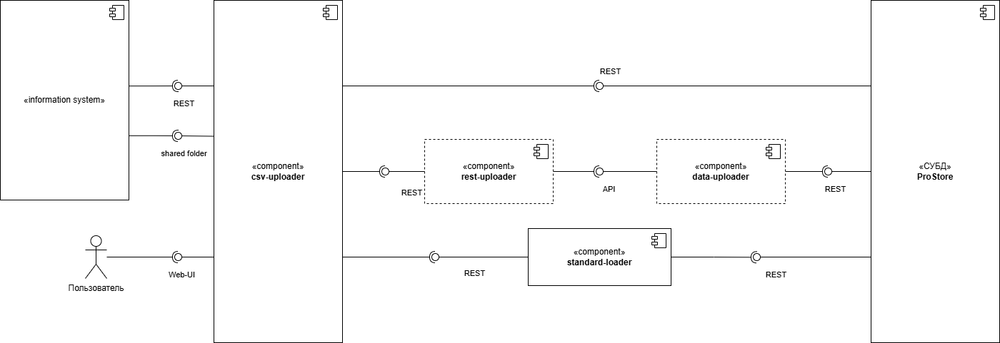 «information system»
REST
shared folder
Пользователь
Web-UI
«component»
csv-uploader
REST
REST
«component»
rest-uploader
API
«component»
data-uploader
REST
REST
«component»
standard-loader
REST
«СУБД»
ProStore